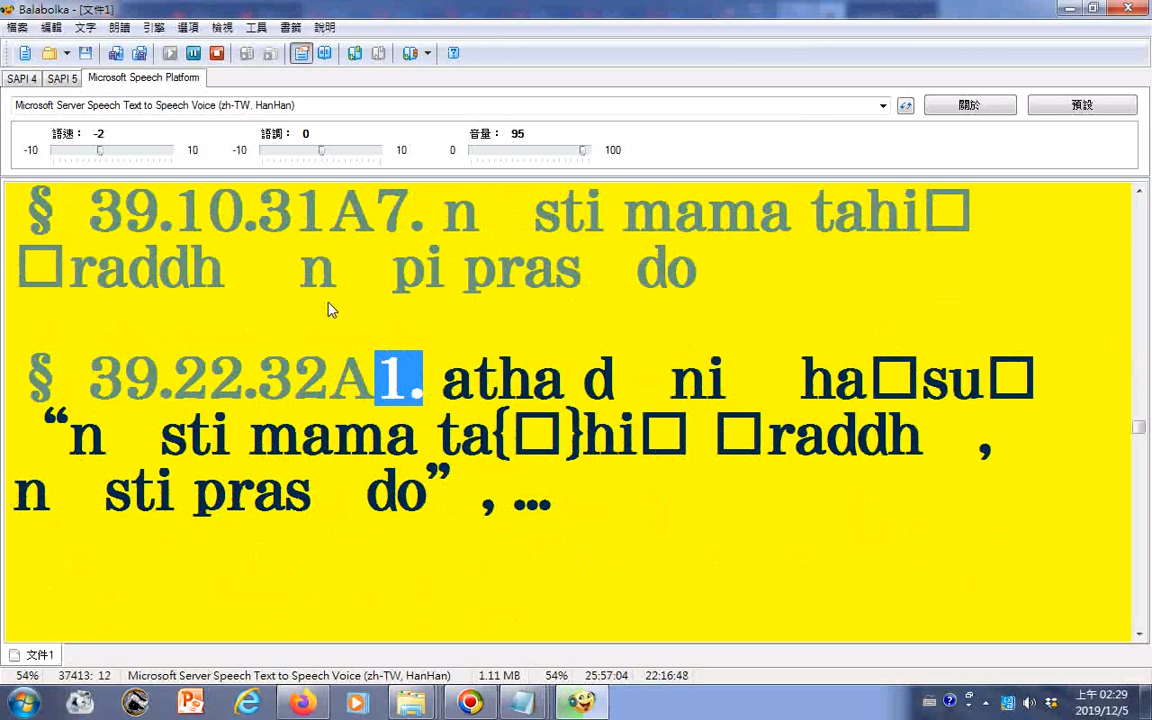 Balabolka - [文件1]
檔案 編輯 文字 朗讀 引擎 選項 檢視 工具 書籤 說明
SAPI 4 SAPI 5 Microsoft Speech Platform
Microsoft Server Speech Text to Speech Voice (zh-TW, HanHan) 關於 預設
語速： -2 語調： 0 音量： 95
-10 10 -10 10 0 100
§ 39.10.31A7. n sti mama tahi□
□raddh n pi pras do
§ 39.22.32A1. atha d ni ha□su□
“n sti mama ta{□}hi□ □raddh ,
n sti pras do” , ...
文件1
54% 37413: 12 Microsoft Server Speech Text to Speech Voice (zh-TW, HanHan) 1.11 MB 54% 25:57:04 22:16:48
上午 02:29
2019/12/5